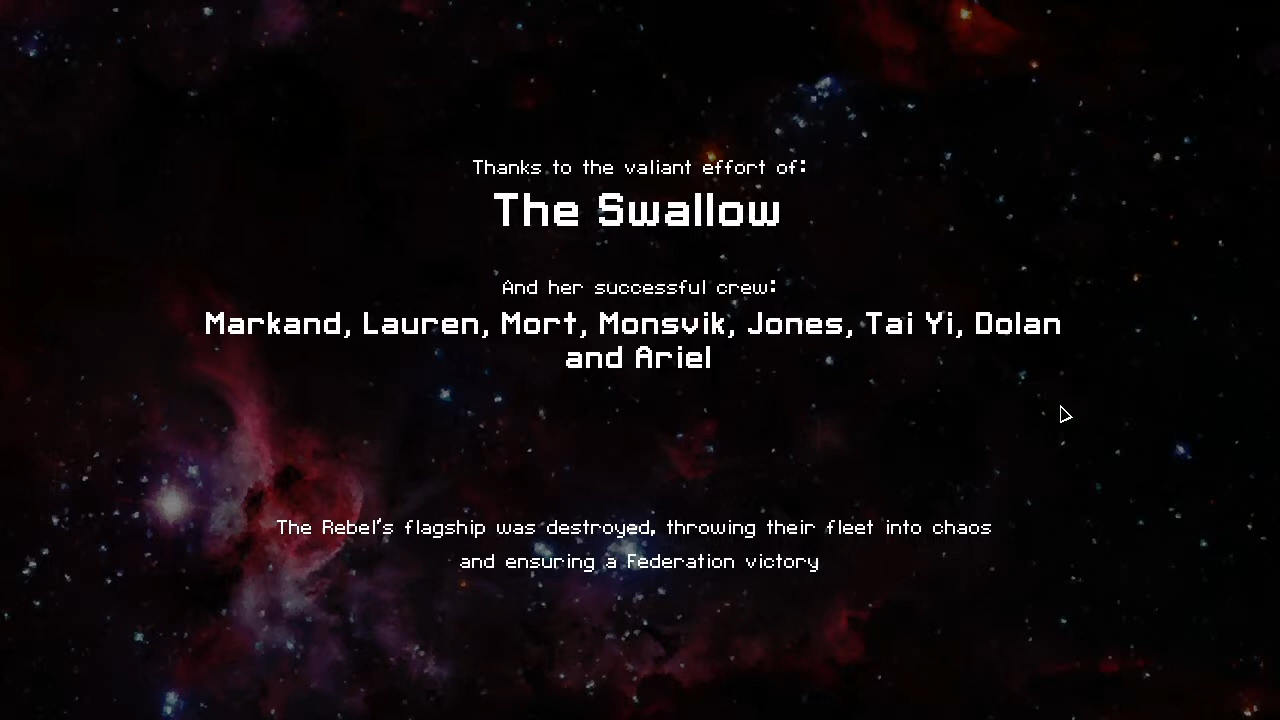 Thanks to the valiant effort of:
The Swallow
And her successful crew:
Markand, Lauren, Mort, Monsvik, Jones, Tai Yi, Dolan
and Ariel
The Rebel's flagship was destroyed, throwing their fleet into chaos
and ensuring a Federation victory